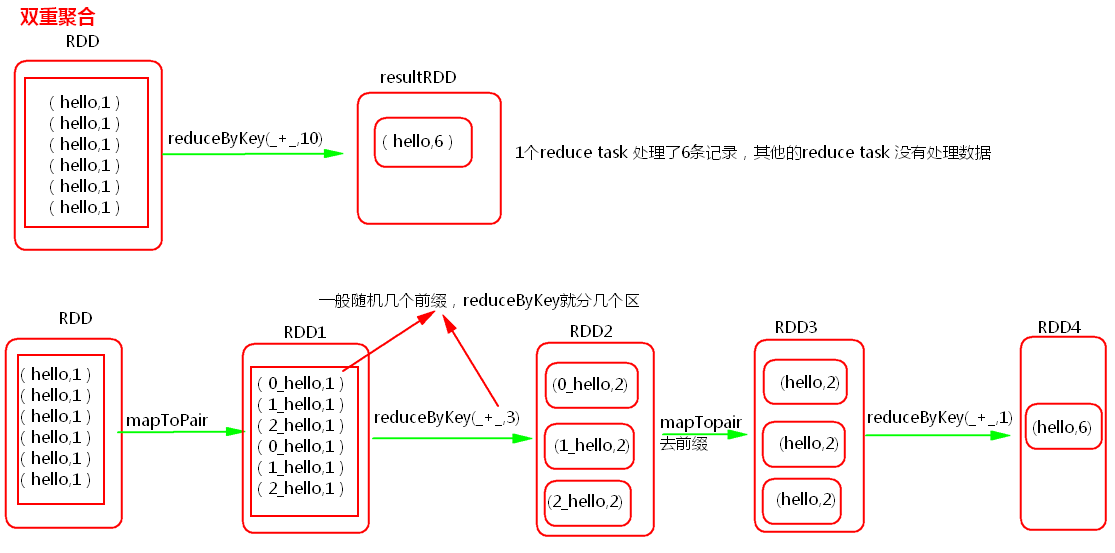 双重聚合
RDD
( hello,1 )
( hello,1 )
( hello,1 )
( hello,1 )
( hello,1 )
( hello,1 )
reduceByKey(_+_,10)
resultRDD
( hello,6 )
1个reduce task 处理了6条记录，其他的reduce task 没有处理数据
一般随机几个前缀，reduceByKey就分几个区
RDD
( hello,1 )
( hello,1 )
( hello,1 )
( hello,1 )
( hello,1 )
( hello,1 )
mapToPair
RDD1
( 0_hello,1 )
( 1_hello,1 )
( 2_hello,1 )
( 0_hello,1 )
( 1_hello,1 )
( 2_hello,1 )
reduceByKey(_+_,3)
RDD2
(0_hello,2)
(1_hello,2)
(2_hello,2)
mapTopair
去前缀
RDD3
(hello,2)
(hello,2)
(hello,2)
reduceByKey(_+_,1)
RDD4
(hello,6)